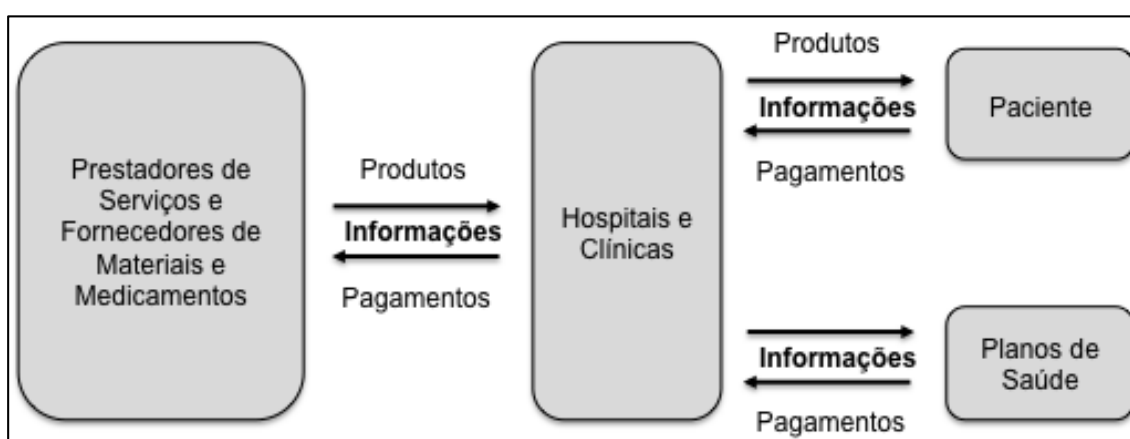 Prestadores de
Serviços e
Fornecedores de
Materiais e
Medicamentos
Produtos
Informações
Pagamentos
Hospitais e
Clínicas
Produtos
Informações
Pagamentos
Paciente
Informações
Pagamentos
Planos de
Saúde